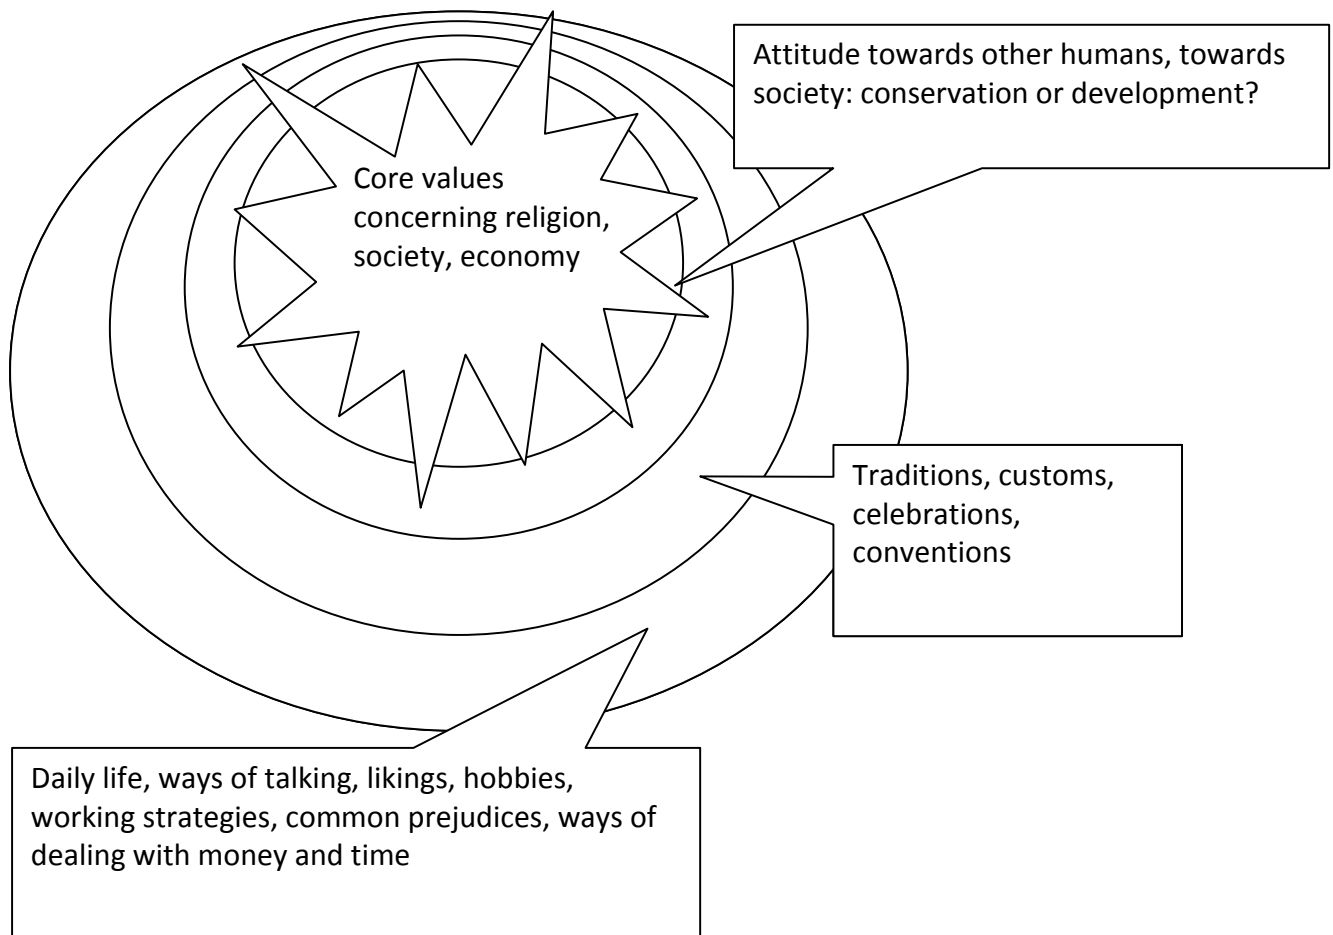 Attitude towards other humans, towards
society: conservation or development?
Core values
concerning religion,
society, economy
Traditions, customs,
celebrations,
conventions
Daily life, ways of talking, likings, hobbies,
working strategies, common prejudices, ways of
dealing with money and time